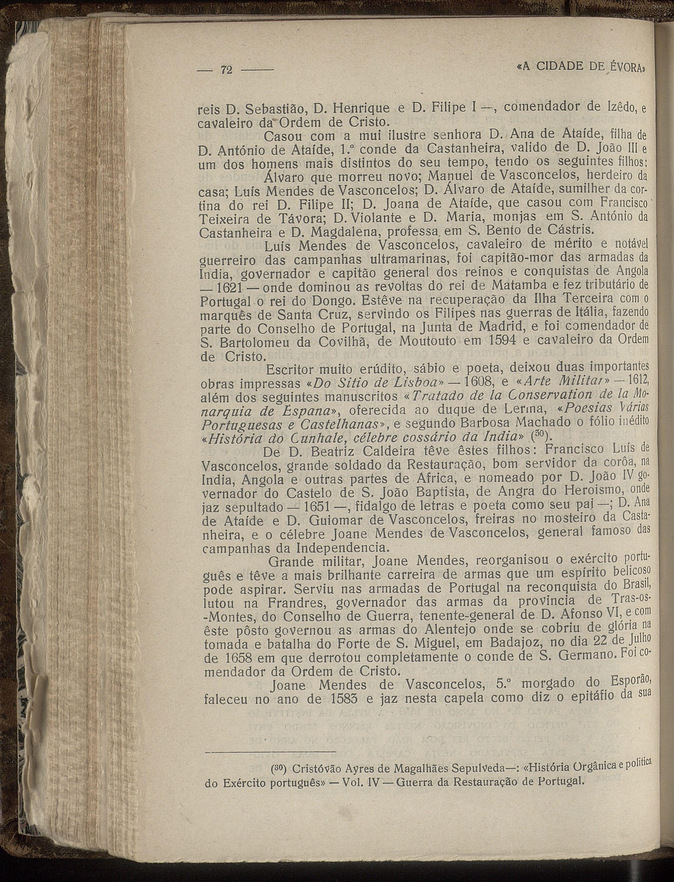 — 72 —— «A CIDADE DE ÉVORA»
reis D. Sebastião, D. Henrique e D. Filipe I —, comendador de Izêdo, e
cavaleiro da Ordem de Cristo.
Casou com a mui ilustre senhora D. Ana de Ataíde, filha de
D. António de Ataíde, 1.º conde da Castanheira, valido de D. João III e
um dos homens mais distintos do seu tempo, tendo os seguintes filhos:
Álvaro que morreu novo; Manuel de Vasconcelos, herdeiro da
casa; Luís Mendes de Vasconcelos; D. Álvaro de Ataíde, sumilher da cor-
tina do rei D. Filipe II; D. Joana de Ataíde, que casou com Francisco
Teixeira de Távora; D. Violante e D. Maria, monjas em S. António da
Castanheira e D. Magdalena, professa em S. Bento de Cástris.
Luís Mendes de Vasconcelos, cavaleiro de mérito e notável
guerreiro das campanhas ultramarinas, foi capitão-mor das armadas da
India, governador e capitão general dos reinos e conquistas de Angola
— 1621 — onde dominou as revoltas do rei de Matamba e fez tributário de
Portugal o rei do Dongo. Estêve na recuperação da Ilha Terceira com o
marquês de Santa Cruz, servindo os Filipes nas guerras de Itália, fazendo
parte do Conselho de Portugal, na Junta de Madrid, e foi comendador de
S. Bartolomeu da Covilhã, de Moutouto em 1594 e cavaleiro da Ordem
de Cristo.
Escritor muito erúdito, sábio e poeta, deixou duas importantes
obras impressas «Do Sitio de Lisboa» — 1608, e «Arte Militar» — 1612,
além dos seguintes manuscritos «Tratado de la Conservation de la Mo-
narquia de Espana», oferecida ao duque de Lerma, «Poesias Várias
Portuguesas e Castelhanas», e segundo Barbosa Machado o fólio inédito
«História do Cunhale, célebre cossário da India» (⁵⁰).
De D. Beatriz Caldeira têve êstes filhos: Francisco Luís de
Vasconcelos, grande soldado da Restauração, bom servidor da corôa, na
India, Angola e outras partes de Africa, e nomeado por D. João IV go-
vernador do Castelo de S. João Baptista, de Angra do Heroismo, onde
jaz sepultado — 1651 —, fidalgo de letras e poeta como seu pai —; D. Ana
de Ataíde e D. Guiomar de Vasconcelos, freiras no mosteiro da Casta-
nheira, e o célebre Joane Mendes de Vasconcelos, general famoso das
campanhas da Independencia.
Grande militar, Joane Mendes, reorganisou o exército portu-
guês e têve a mais brilhante carreira de armas que um espírito belicoso
pode aspirar. Serviu nas armadas de Portugal na reconquista do Brasil,
lutou na Frandres, governador das armas da província de Tras-os-
-Montes, do Conselho de Guerra, tenente-general de D. Afonso VI, e com
êste pôsto governou as armas do Alentejo onde se cobriu de glória na
tomada e batalha do Forte de S. Miguel, em Badajoz, no dia 22 de Julho
de 1658 em que derrotou completamente o conde de S. Germano. Foi co-
mendador da Ordem de Cristo.
Joane Mendes de Vasconcelos, 5.º morgado do Esporão,
faleceu no ano de 1583 e jaz nesta capela como diz o epitáfio da sua
(⁵⁰) Cristóvão Ayres de Magalhães Sepulveda—: «História Orgânica e politica
do Exército português» — Vol. IV — Guerra da Restauração de Portugal.